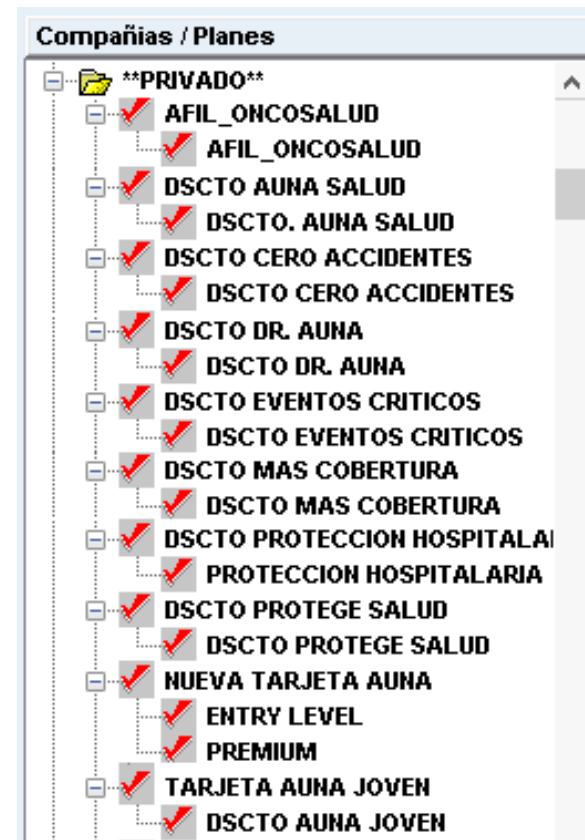 Compañias / Planes
**PRIVADO**
AFIL_ONCOSALUD
AFIL_ONCOSALUD
DSCTO AUNA SALUD
DSCTO. AUNA SALUD
DSCTO CERO ACCIDENTES
DSCTO CERO ACCIDENTES
DSCTO DR. AUNA
DSCTO DR. AUNA
DSCTO EVENTOS CRITICOS
DSCTO EVENTOS CRITICOS
DSCTO MAS COBERTURA
DSCTO MAS COBERTURA
DSCTO PROTECCION HOSPITALAI
PROTECCION HOSPITALARIA
DSCTO PROTEGE SALUD
DSCTO PROTEGE SALUD
NUEVA TARJETA AUNA
ENTRY LEVEL
PREMIUM
TARJETA AUNA JOVEN
DSCTO AUNA JOVEN